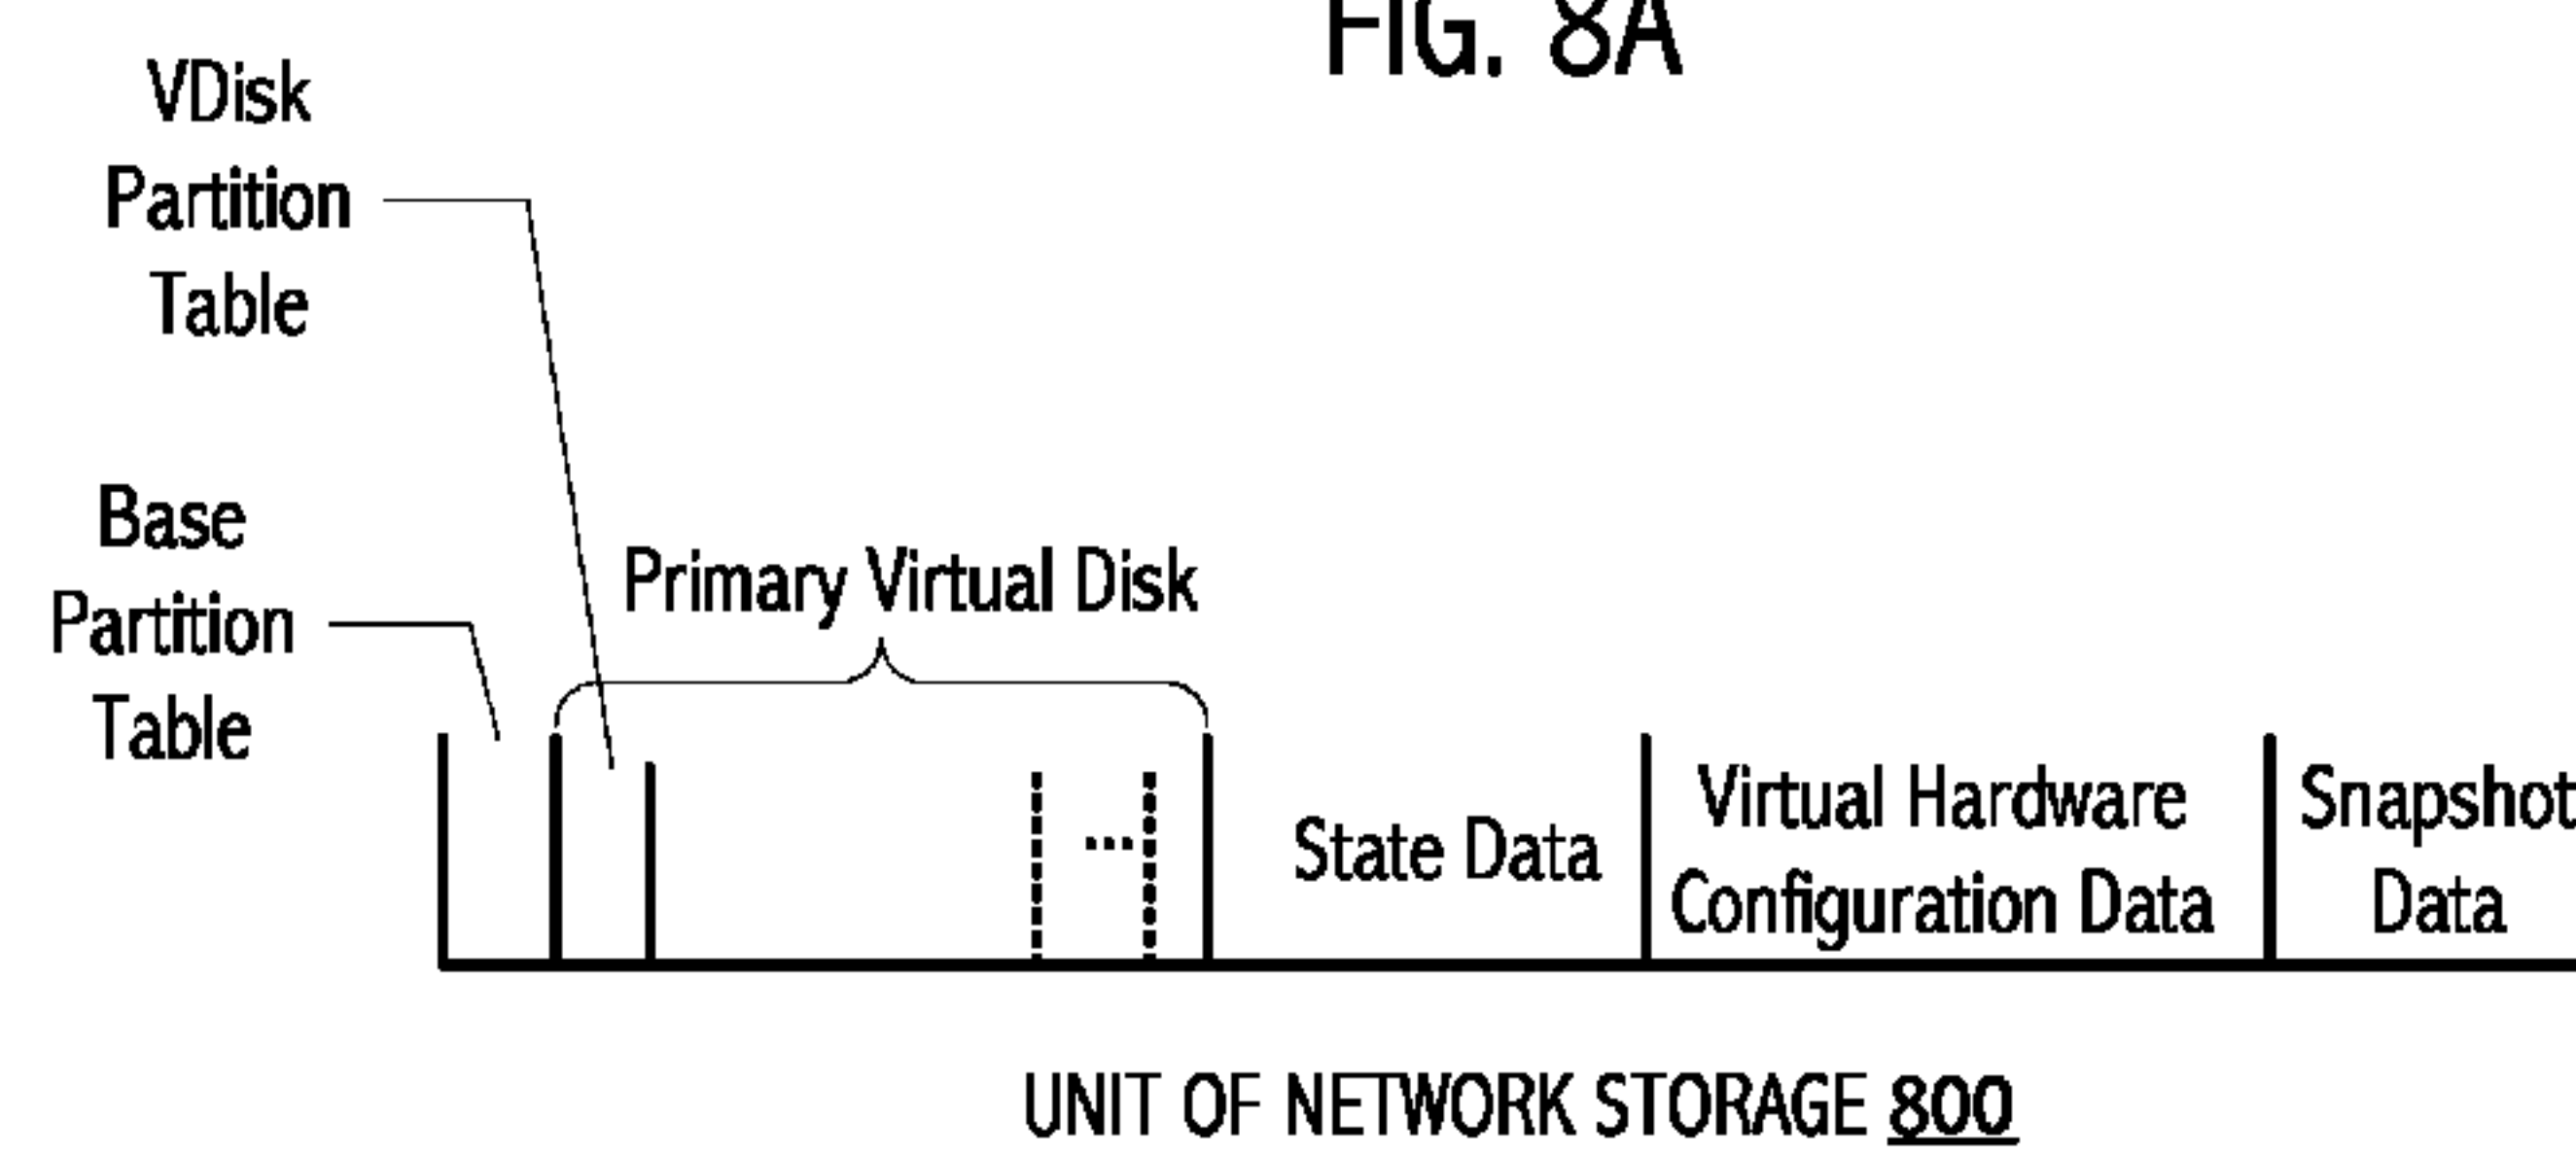 FIG. 8A
VDisk
Partition
Table
Base
Partition
Table
Primary Virtual Disk
...
State Data
Virtual Hardware
Configuration Data
Snapshot
Data
UNIT OF NETWORK STORAGE 800